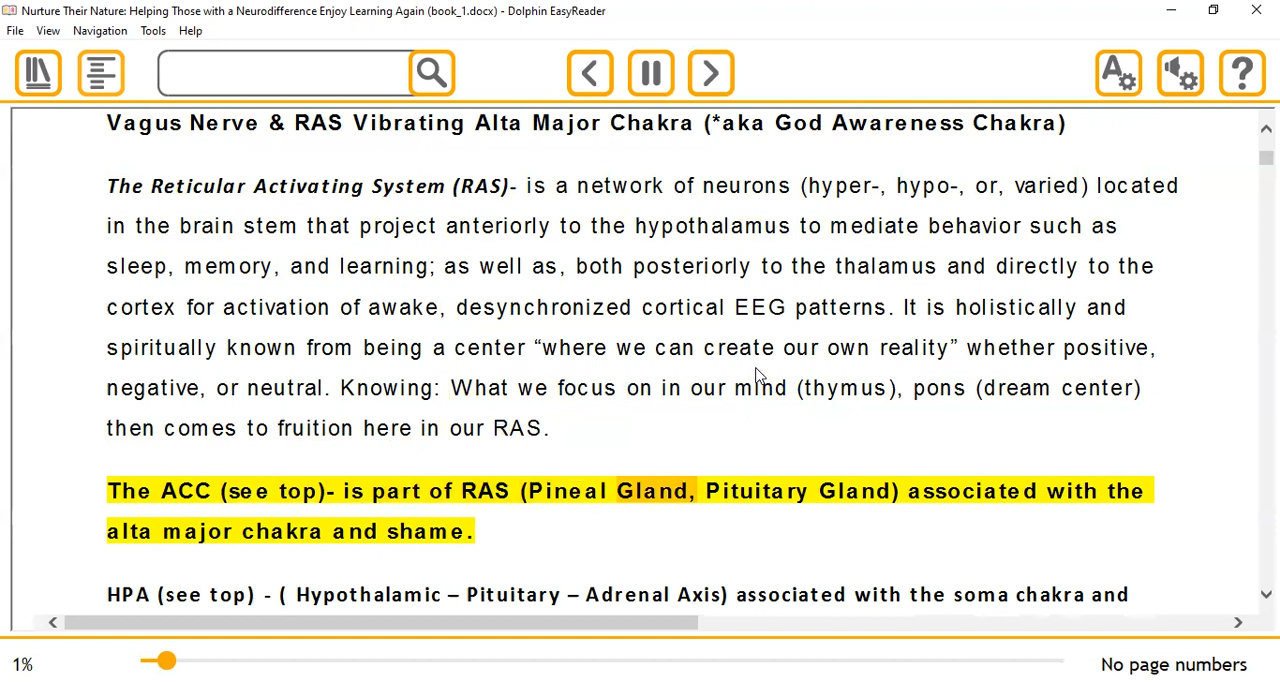 Nurture Their Nature: Helping Those with a Neurodifference Enjoy Learning Again (book_1.docx) - Dolphin EasyReader
File View Navigation Tools Help
Vagus Nerve & RAS Vibrating Alta Major Chakra (*aka God Awareness Chakra)
The Reticular Activating System (RAS)- is a network of neurons (hyper-, hypo-, or, varied) located
in the brain stem that project anteriorly to the hypothalamus to mediate behavior such as
sleep, memory, and learning; as well as, both posteriorly to the thalamus and directly to the
cortex for activation of awake, desynchronized cortical EEG patterns. It is holistically and
spiritually known from being a center “where we can create our own reality” whether positive,
negative, or neutral. Knowing: What we focus on in our mind (thymus), pons (dream center)
then comes to fruition here in our RAS.
The ACC (see top)- is part of RAS (Pineal Gland, Pituitary Gland) associated with the
alta major chakra and shame.
HPA (see top) - ( Hypothalamic – Pituitary – Adrenal Axis) associated with the soma chakra and
1%
No page numbers